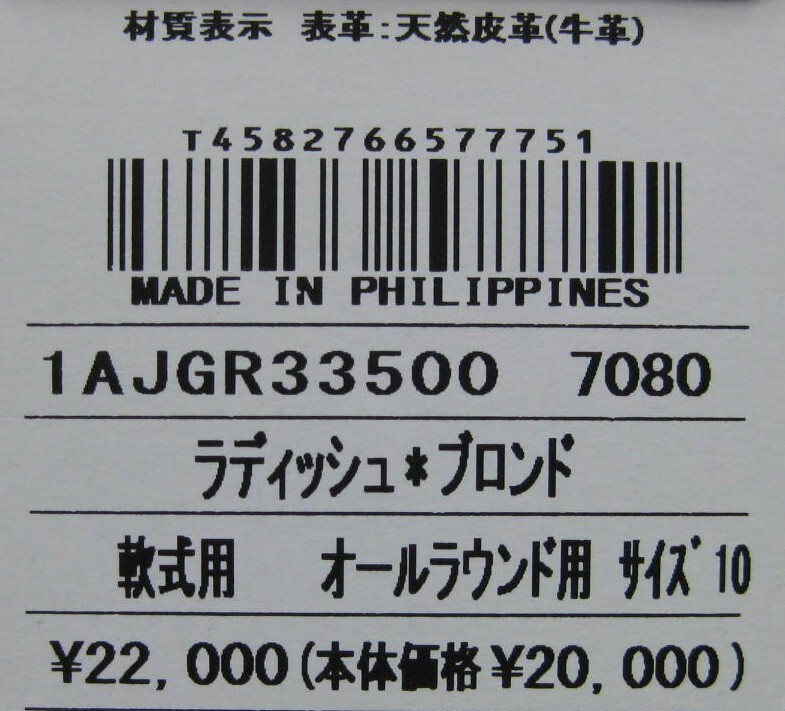 材質表示 表革:天然皮革(牛革)
T4582766577751
MADE IN PHILIPPINES
1AJGR33500 7080
ラディッシュ*ブロンド
軟式用 オールラウンド用 サイズ10
¥22,000(本体価格¥20,000)